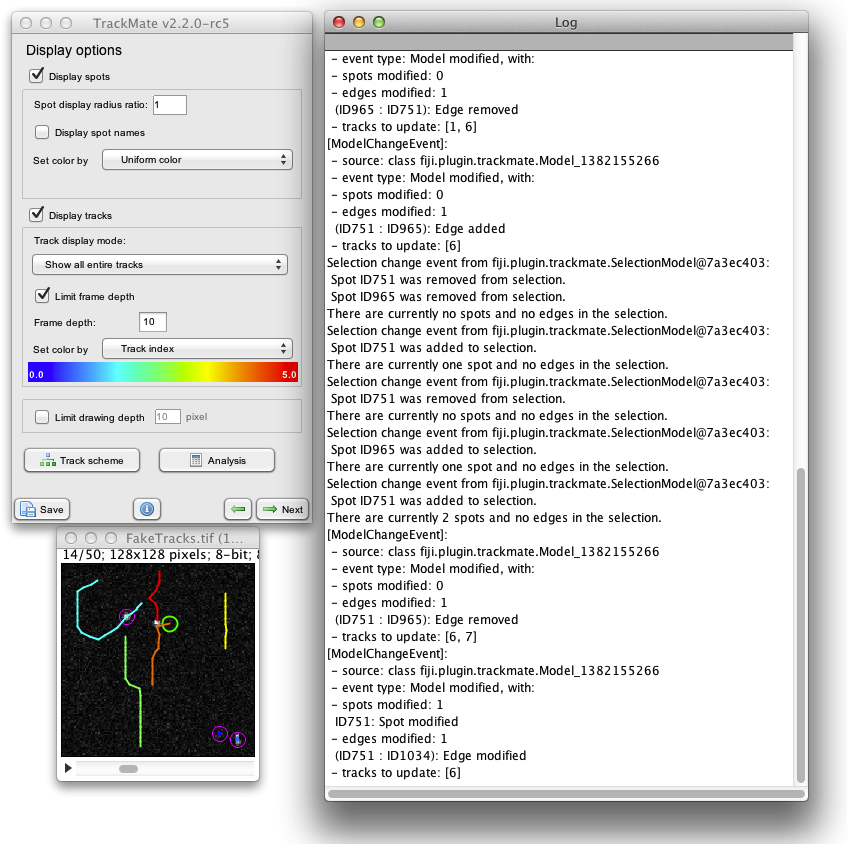 TrackMate v2.2.0-rc5
Display options
Display spots
Spot display radius ratio: 1
Display spot names
Set color by Uniform color
Display tracks
Track display mode:
Show all entire tracks
Limit frame depth
Frame depth: 10
Set color by Track index
0.0 5.0
Limit drawing depth 10 pixel
Track scheme Analysis
Save Next
FakeTracks.tif (1...
14/50; 128x128 pixels; 8-bit;
Log
- event type: Model modified, with:
- spots modified: 0
- edges modified: 1
(ID965 : ID751): Edge removed
- tracks to update: [1, 6]
[ModelChangeEvent]:
- source: class fiji.plugin.trackmate.Model_1382155266
- event type: Model modified, with:
- spots modified: 0
- edges modified: 1
(ID751 : ID965): Edge added
- tracks to update: [6]
Selection change event from fiji.plugin.trackmate.SelectionModel@7a3ec403:
Spot ID751 was removed from selection.
Spot ID965 was removed from selection.
There are currently no spots and no edges in the selection.
Selection change event from fiji.plugin.trackmate.SelectionModel@7a3ec403:
Spot ID751 was added to selection.
There are currently one spot and no edges in the selection.
Selection change event from fiji.plugin.trackmate.SelectionModel@7a3ec403:
Spot ID751 was removed from selection.
There are currently no spots and no edges in the selection.
Selection change event from fiji.plugin.trackmate.SelectionModel@7a3ec403:
Spot ID965 was added to selection.
There are currently one spot and no edges in the selection.
Selection change event from fiji.plugin.trackmate.SelectionModel@7a3ec403:
Spot ID751 was added to selection.
There are currently 2 spots and no edges in the selection.
[ModelChangeEvent]:
- source: class fiji.plugin.trackmate.Model_1382155266
- event type: Model modified, with:
- spots modified: 0
- edges modified: 1
(ID751 : ID965): Edge removed
- tracks to update: [6, 7]
[ModelChangeEvent]:
- source: class fiji.plugin.trackmate.Model_1382155266
- event type: Model modified, with:
- spots modified: 1
ID751: Spot modified
- edges modified: 1
(ID751 : ID1034): Edge modified
- tracks to update: [6]